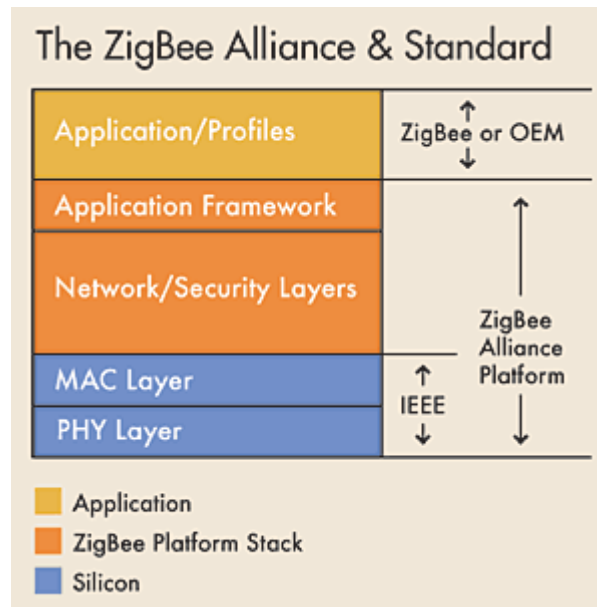 The ZigBee Alliance & Standard
Application/Profiles
ZigBee or OEM
Application Framework
Network/Security Layers
ZigBee
Alliance
Platform
MAC Layer
IEEE
PHY Layer
Application
ZigBee Platform Stack
Silicon